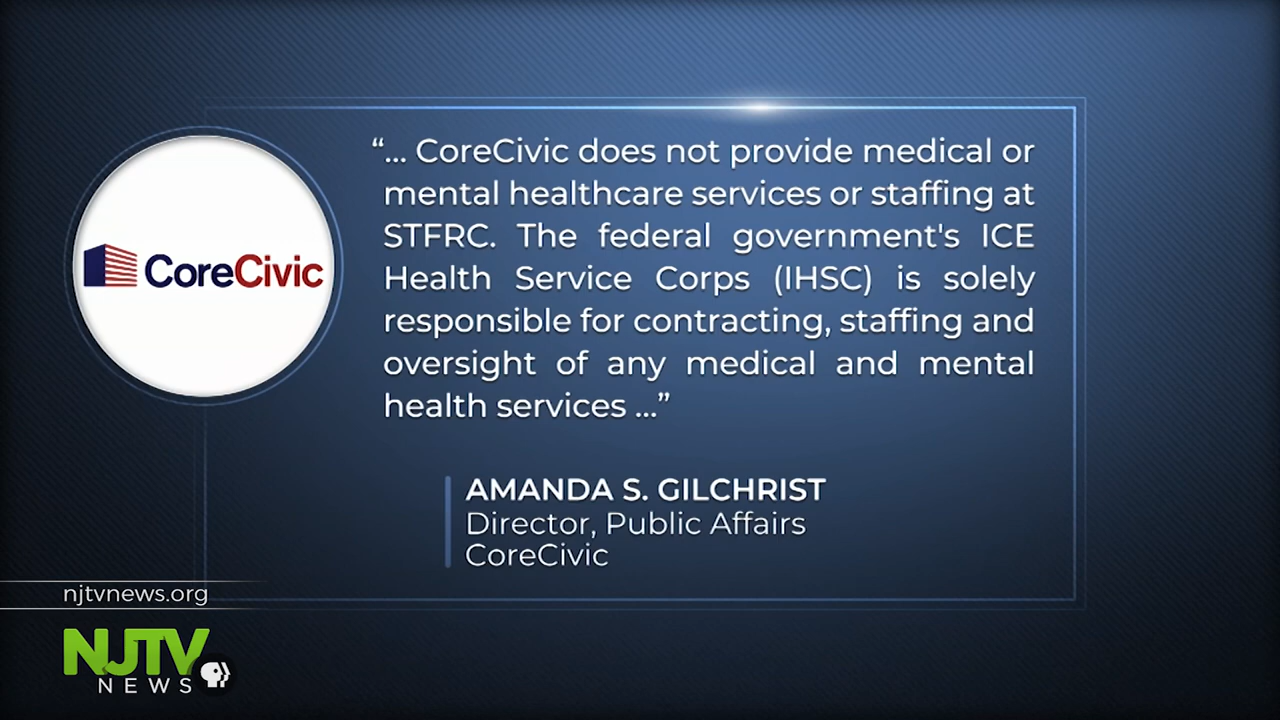 "... CoreCivic does not provide medical or
mental healthcare services or staffing at
STFRC. The federal government's ICE
Health Service Corps (IHSC) is solely
responsible for contracting, staffing and
oversight of any medical and mental
health services ..."
CoreCivic
AMANDA S. GILCHRIST
Director, Public Affairs
CoreCivic
njtvnews.org
NJTV
NEWS